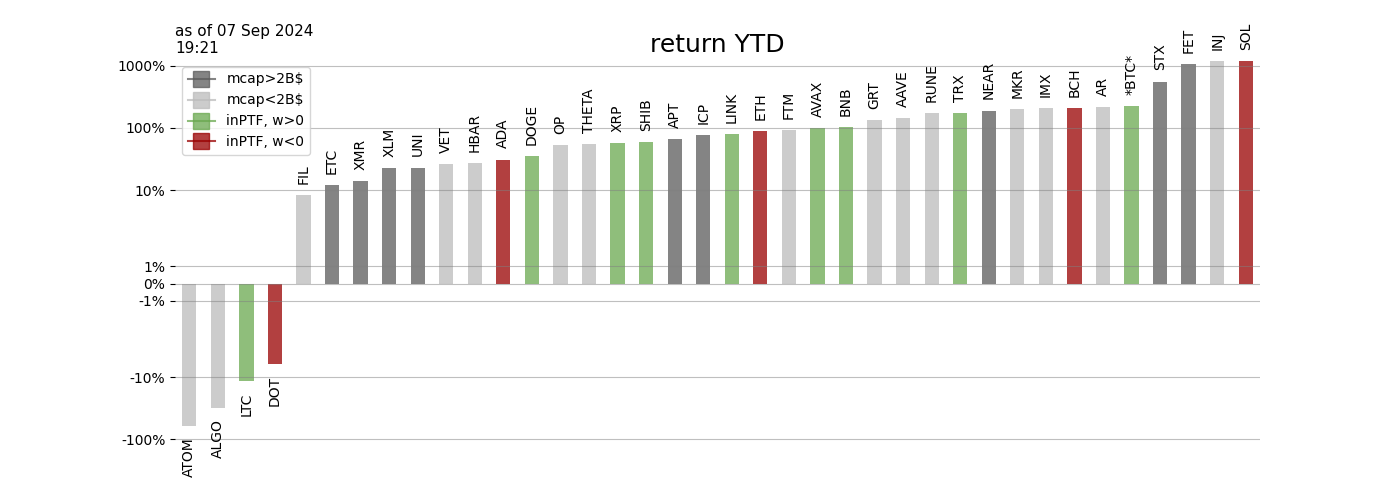 as of 07 Sep 2024
19:21
return YTD
mcap>2B$
mcap<2B$
inPTF, w>0
inPTF, w<0
1000%
100%
10%
1%
0%
-1%
-10%
-100%
ATOM
ALGO
LTC
DOT
FIL
ETC
XMR
XLM
UNI
VET
HBAR
ADA
DOGE
OP
THETA
XRP
SHIB
APT
ICP
LINK
ETH
FTM
AVAX
BNB
GRT
AAVE
RUNE
TRX
NEAR
MKR
IMX
BCH
AR
*BTC*
STX
FET
INJ
SOL